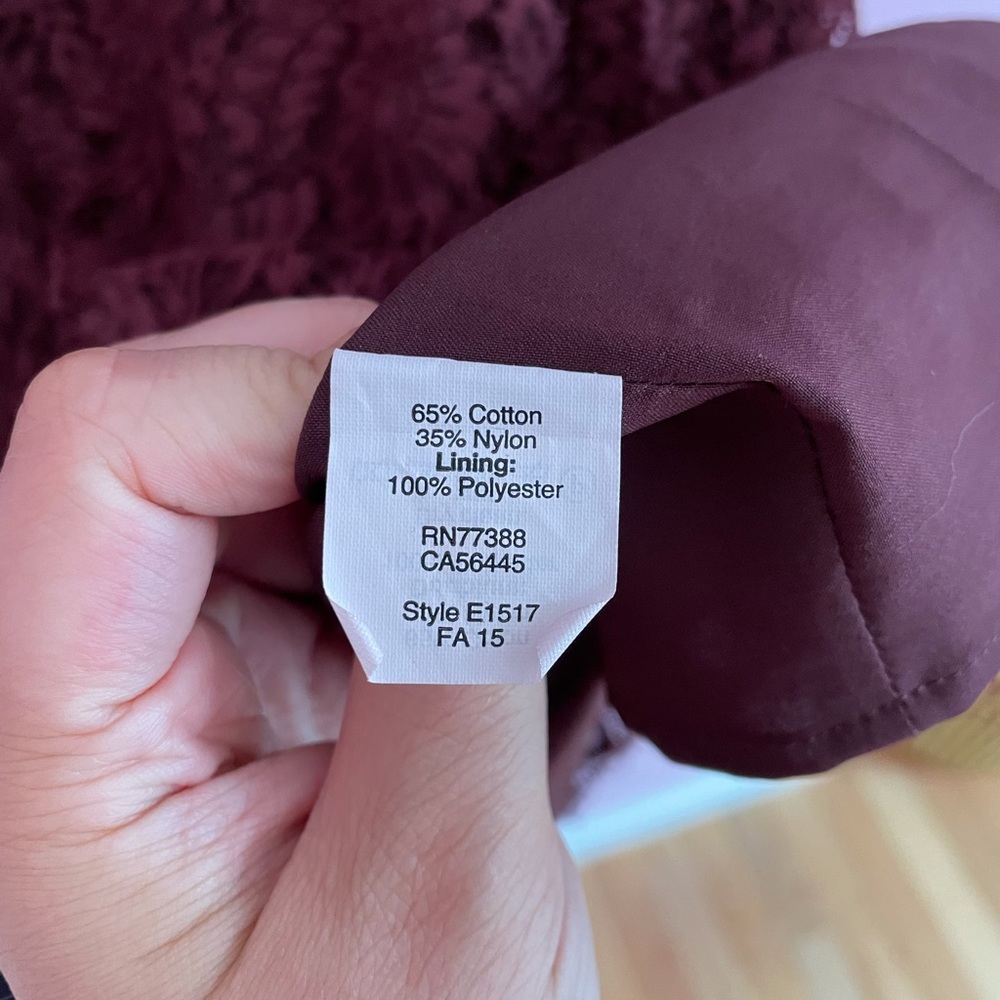 65% Cotton
35% Nylon
Lining:
100% Polyester
RN77388
CA56445
Style E1517
FA 15